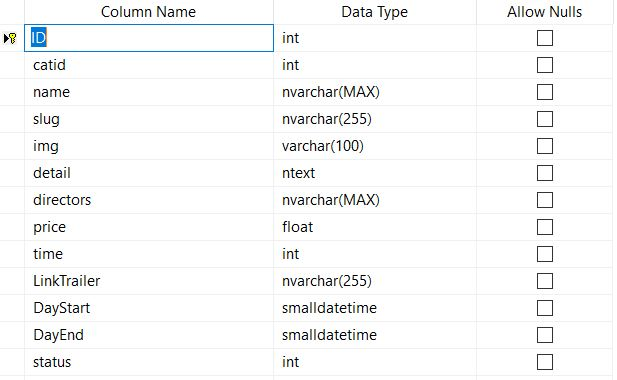 Column Name Data Type Allow Nulls
ID int
catid int
name nvarchar(MAX)
slug nvarchar(255)
img varchar(100)
detail ntext
directors nvarchar(MAX)
price float
time int
LinkTrailer nvarchar(255)
DayStart smalldatetime
DayEnd smalldatetime
status int